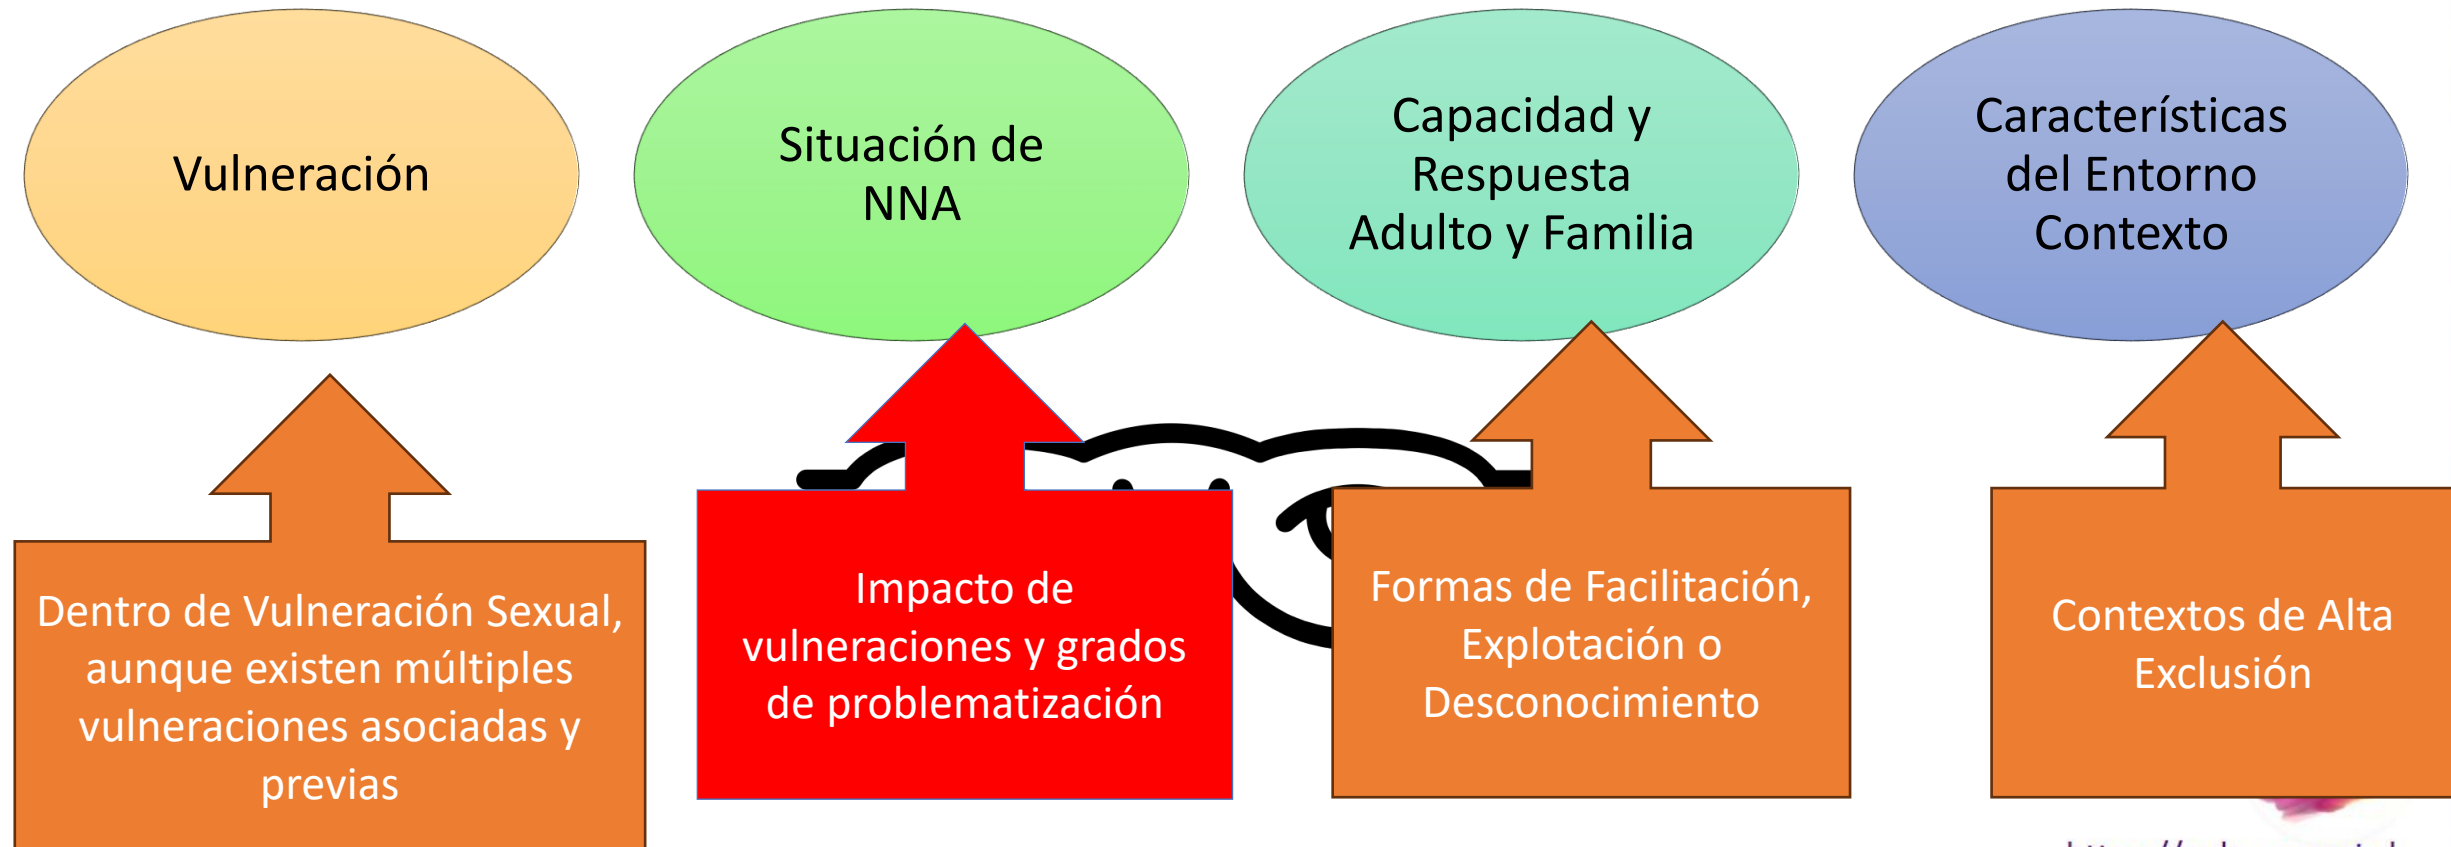 Vulneración
Situación de
NNA
Capacidad y
Respuesta
Adulto y Familia
Características
del Entorno
Contexto
Dentro de Vulneración Sexual,
aunque existen múltiples
vulneraciones asociadas y
previas
Impacto de
vulneraciones y grados
de problematización
Formas de Facilitación,
Explotación o
Desconocimiento
Contextos de Alta
Exclusión